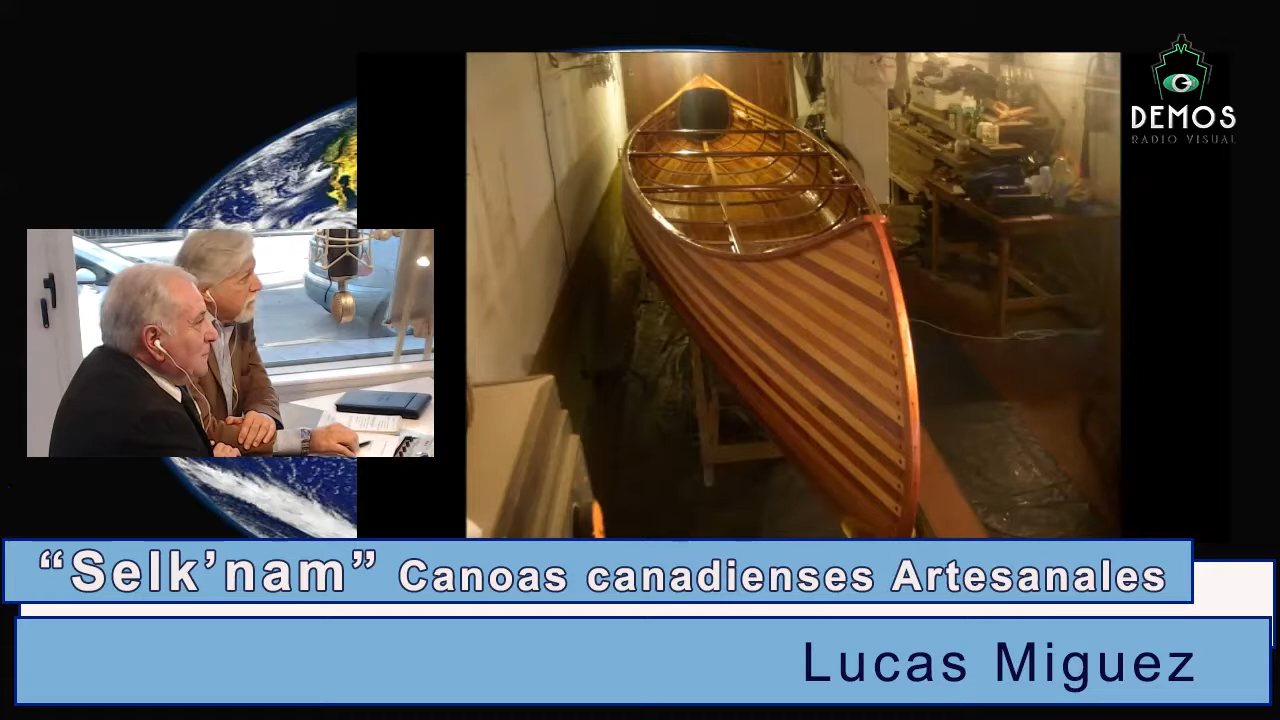 DEMOS
RADIO VISUAL
“Selk’nam” Canoas canadienses Artesanales
Lucas Miguez